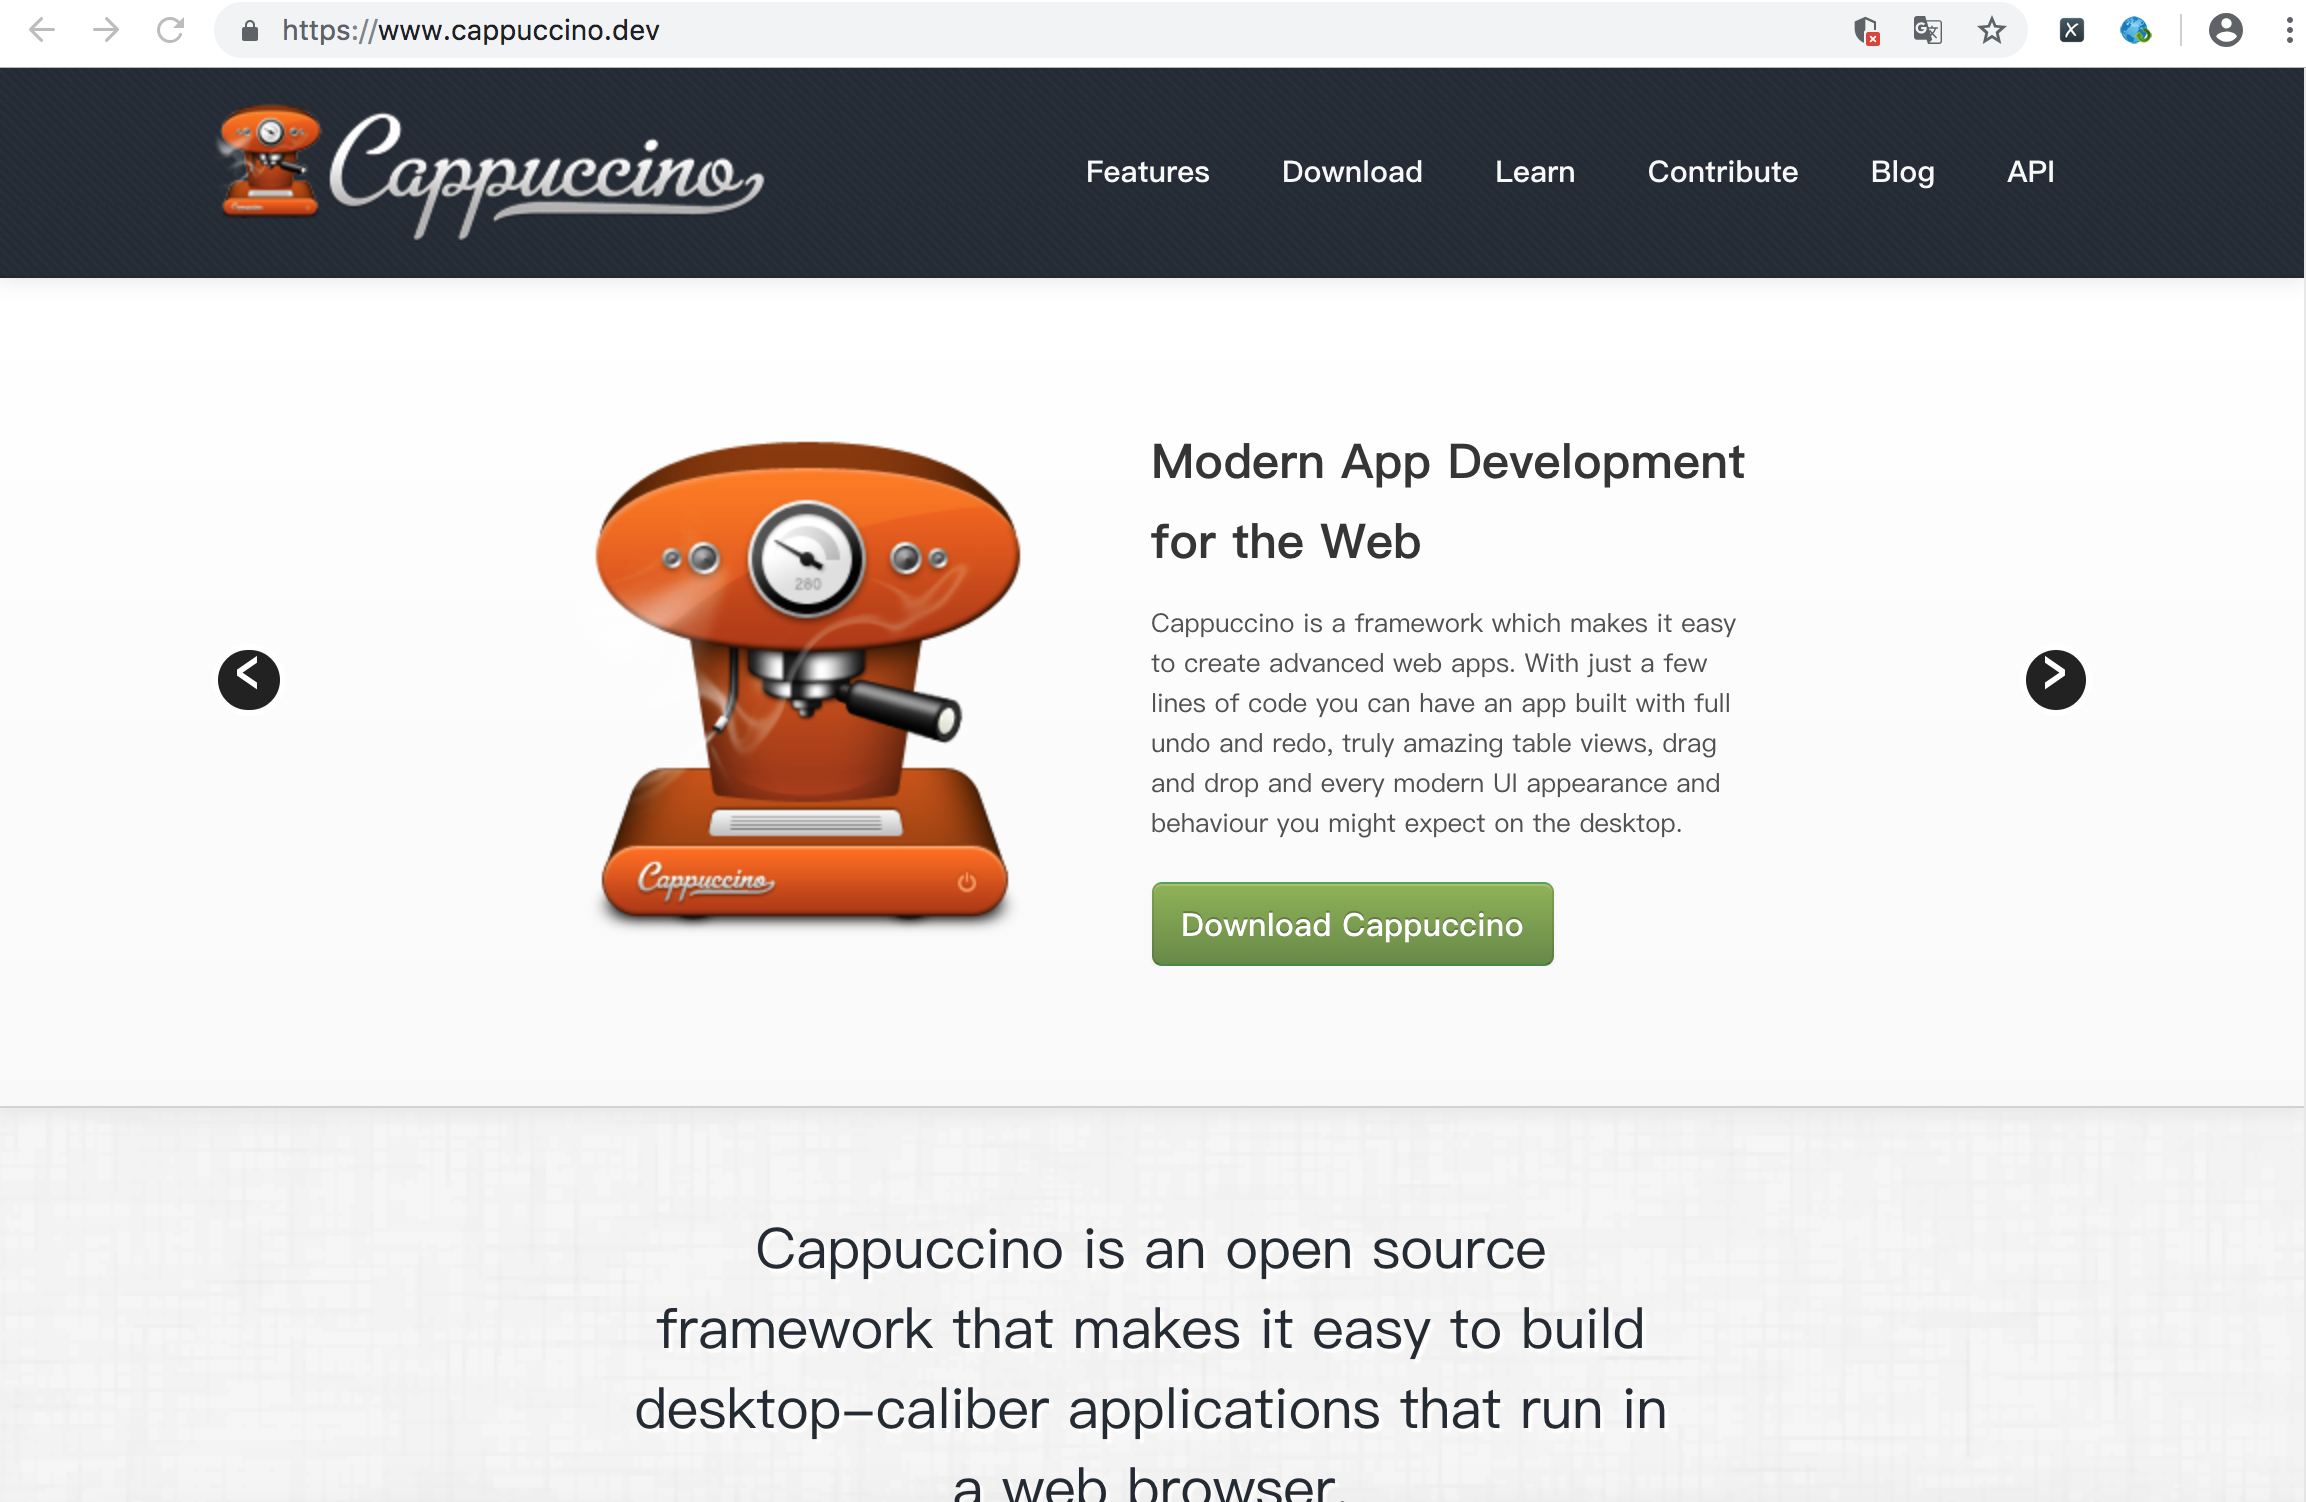 https://www.cappuccino.dev
Cappuccino
Features Download Learn Contribute Blog API
Modern App Development
for the Web
Cappuccino is a framework which makes it easy
to create advanced web apps. With just a few
lines of code you can have an app built with full
undo and redo, truly amazing table views, drag
and drop and every modern UI appearance and
behaviour you might expect on the desktop.
Download Cappuccino
280
Cappuccino
<
>
Cappuccino is an open source
framework that makes it easy to build
desktop-caliber applications that run in
a web browser.